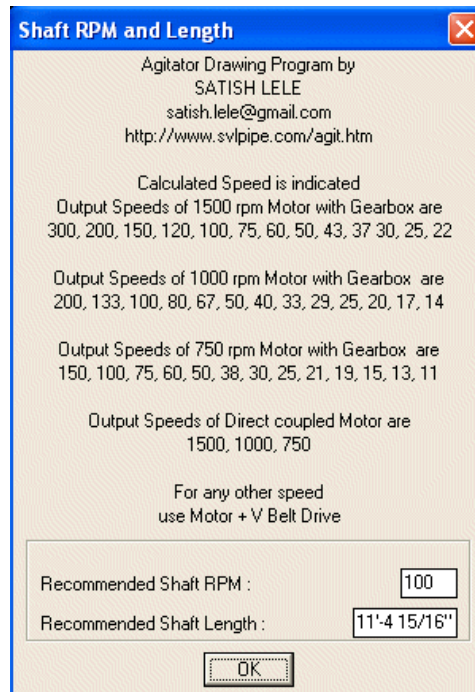 Shaft RPM and Length
Agitator Drawing Program by
SATISH LELE
satish.lele@gmail.com
http://www.svlpipe.com/agit.htm
Calculated Speed is indicated
Output Speeds of 1500 rpm Motor with Gearbox are
300, 200, 150, 120, 100, 75, 60, 50, 43, 37 30, 25, 22
Output Speeds of 1000 rpm Motor with Gearbox are
200, 133, 100, 80, 67, 50, 40, 33, 29, 25, 20, 17, 14
Output Speeds of 750 rpm Motor with Gearbox are
150, 100, 75, 60, 50, 38, 30, 25, 21, 19, 15, 13, 11
Output Speeds of Direct coupled Motor are
1500, 1000, 750
For any other speed
use Motor + V Belt Drive
Recommended Shaft RPM : 100
Recommended Shaft Length : 11'-4 15/16"
OK